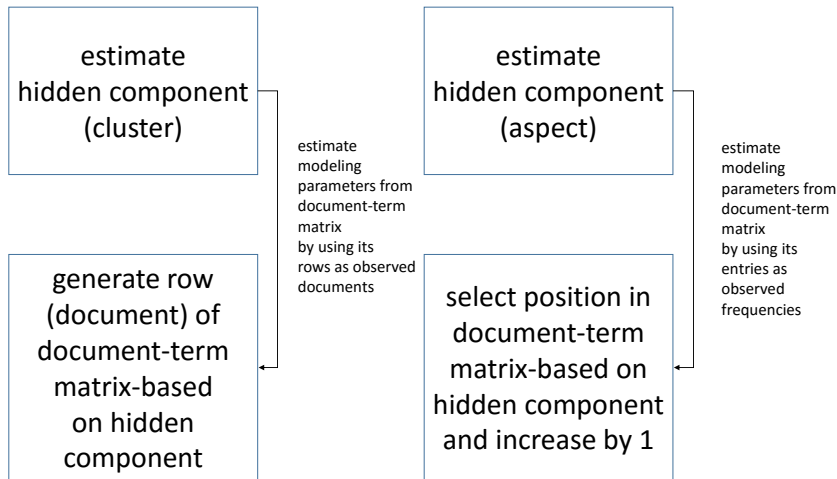 estimate
hidden component
(cluster)
estimate
modeling
parameters from
document-term
matrix
by using its
rows as observed
documents
generate row
(document) of
document-term
matrix-based
on hidden
component
estimate
hidden component
(aspect)
estimate
modeling
parameters from
document-term
matrix
by using its
entries as
observed
frequencies
select position in
document-term
matrix-based on
hidden component
and increase by 1